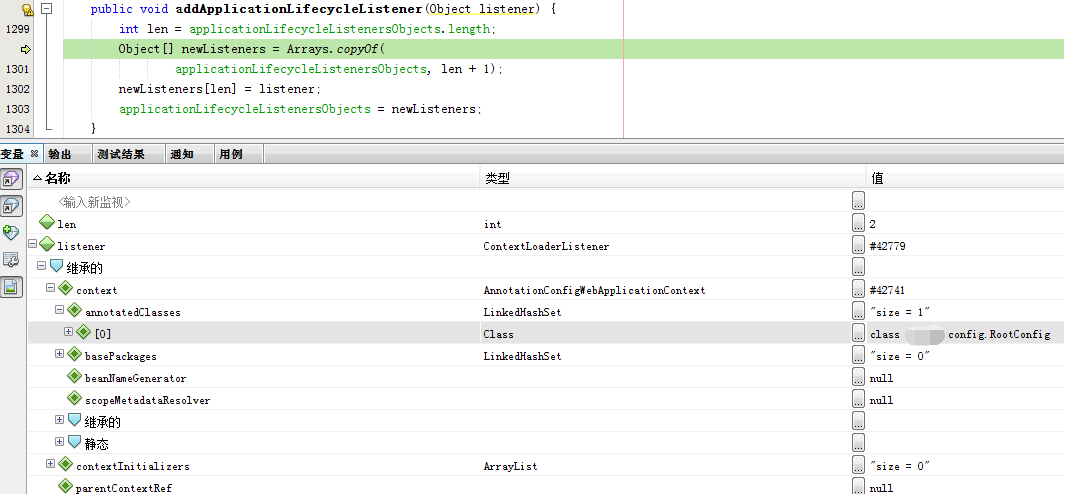 public void addApplicationLifecycleListener(Object listener) {
1299 int len = applicationLifecycleListenersObjects.length;
Object[] newListeners = Arrays.copyOf(
1301 applicationLifecycleListenersObjects, len + 1);
1302 newListeners[len] = listener;
1303 applicationLifecycleListenersObjects = newListeners;
1304 }
变量 输出 测试结果 通知 用例
名称 类型 值
<输入新监视> ...
len int ... 2
listener ContextLoaderListener ... #42779
继承的 ...
context AnnotationConfigWebApplicationContext ... #42741
annotatedClasses LinkedHashSet ... "size = 1"
[0] Class ... class config.RootConfig
basePackages LinkedHashSet ... "size = 0"
beanNameGenerator ... null
scopeMetadataResolver ... null
继承的 ...
静态 ...
contextInitializers ArrayList ... "size = 0"
parentContextRef ... null